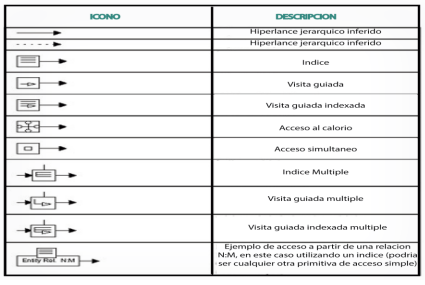 ICONO DESCRIPCION
Hiperlance jerarquico inferido
Hiperlance jerarquico inferido
Indice
Visita guiada
Visita guiada indexada
Acceso al calorio
Acceso simultaneo
Indice Multiple
Visita guiada multiple
Visita guiada indexada multiple
Entity Rel. N:M
Ejemplo de acceso a partir de una relacion
N:M, en este caso utilizando un indice (podria
ser cualquier otra primitiva de acceso simple)